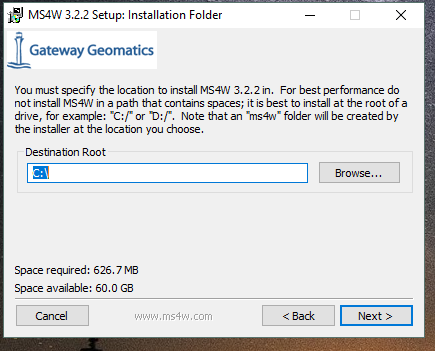 MS4W 3.2.2 Setup: Installation Folder
Gateway Geomatics
You must specify the location to install MS4W 3.2.2 in.  For best performance do
not install MS4W in a path that contains spaces; it is best to install at the root of a
drive, for example: "C:/" or "D:/".  Note that an "ms4w" folder will be created by
the installer at the location you choose.
Destination Root
C:\
Browse...
Space required: 626.7 MB
Space available: 60.0 GB
Cancel
www.ms4w.com
< Back
Next >